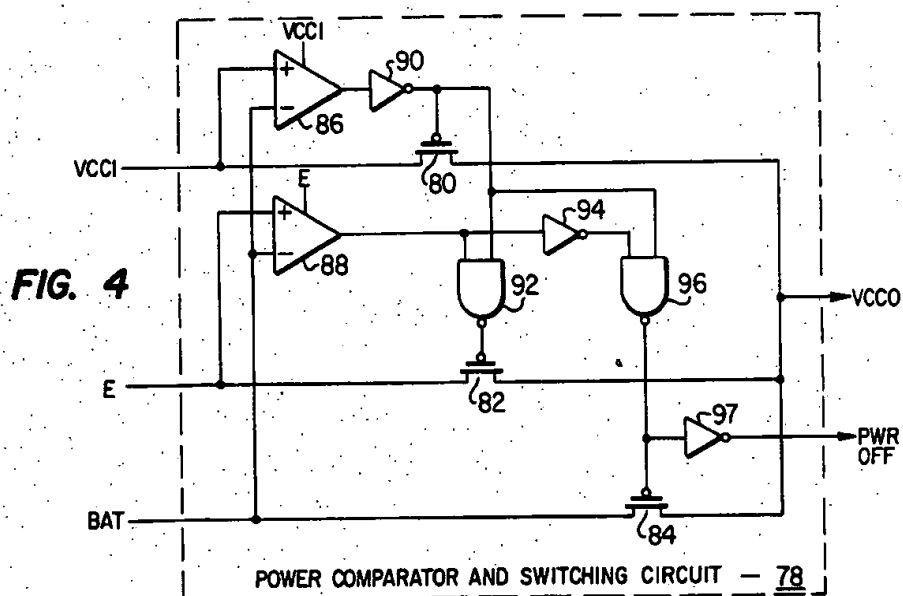 VCCI
90
+
−
86
VCCI
80
E
94
+
−
88
FIG. 4
92
96
VCCO
E
82
97
PWR
OFF
BAT
84
POWER COMPARATOR AND SWITCHING CIRCUIT — 78